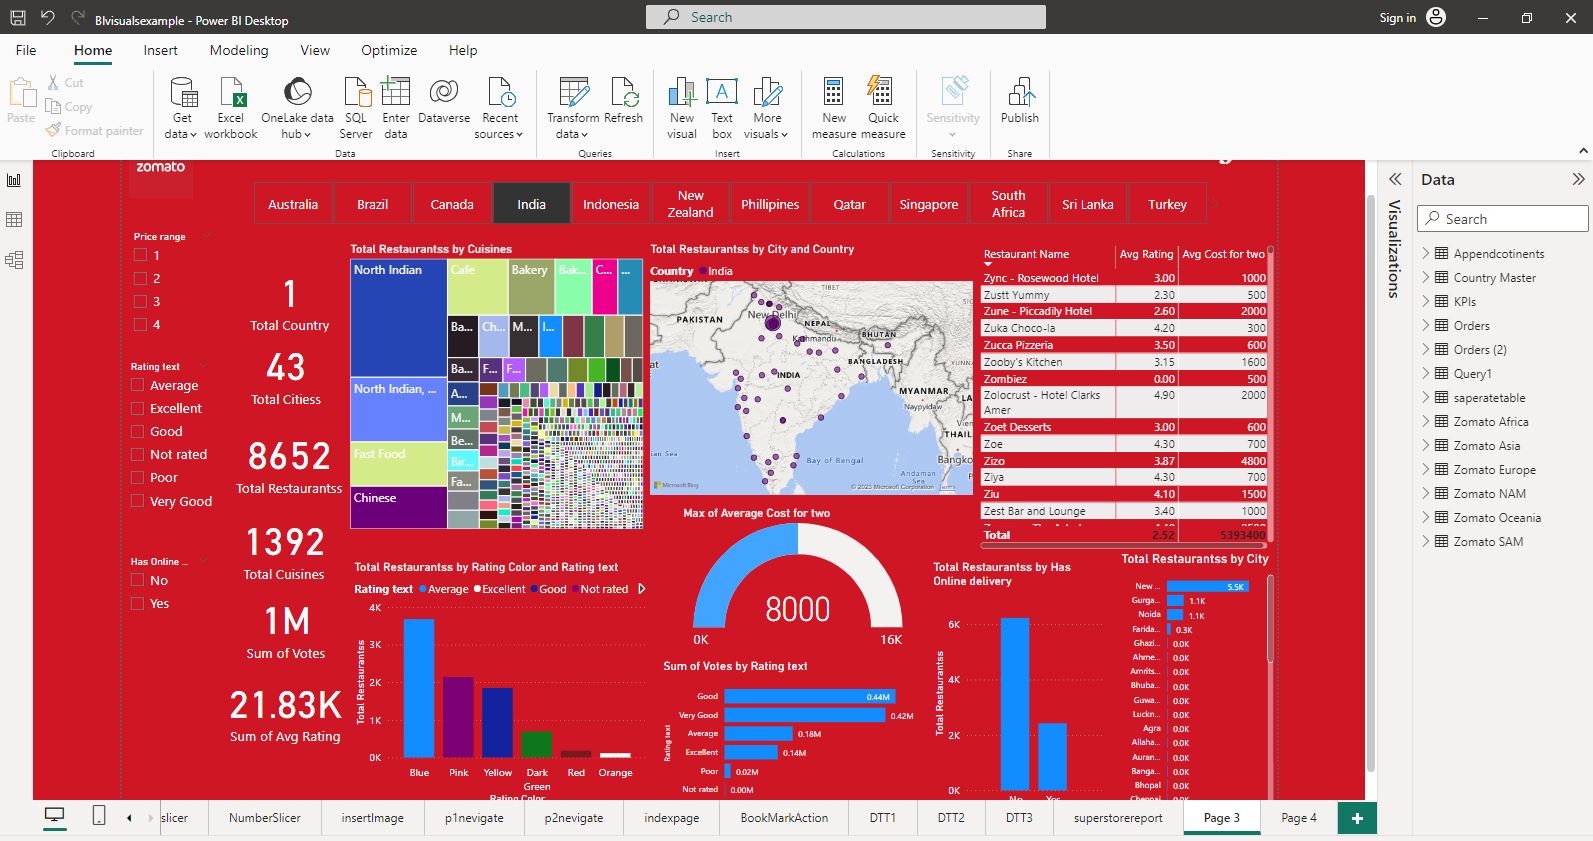 BIvisualsexample - Power BI Desktop
Search
Sign in
File
Home
Insert
Modeling
View
Optimize
Help
Paste
Cut
Copy
Format painter
Clipboard
Get data
Excel workbook
OneLake data hub
SQL Server
Enter data
Dataverse
Recent sources
Data
Transform data
Refresh
Queries
New visual
Text box
More visuals
Insert
New measure
Quick measure
Calculations
Sensitivity
Sensitivity
Publish
Share
zomato
Australia
Brazil
Canada
India
Indonesia
New Zealand
Phillipines
Qatar
Singapore
South Africa
Sri Lanka
Turkey
Price range
1
2
3
4
Rating text
Average
Excellent
Good
Not rated
Poor
Very Good
Has Online ...
No
Yes
1
Total Country
43
Total Citiess
8652
Total Restaurantss
1392
Total Cuisines
1M
Sum of Votes
21.83K
Sum of Avg Rating
Total Restaurantss by Cuisines
North Indian
Cafe
Bakery
Bak...
C...
...
Ba...
Ch...
M...
I...
Ba...
F...
F...
North Indian, ...
A...
M...
Fast Food
Be...
Bir...
Fa...
Chinese
Total Restaurantss by City and Country
Country India
TIBET
PAKISTAN
New Delhi
NEPAL
Kathmandu
BHUTAN
BANGLADESH
YUNNA
INDIA
MYANMAR
LA
Naypyidaw
THAIL
Bangko
ian Sea
Bay of Bengal
Andaman Sea
Microsoft Bing
© 2023 Microsoft Corporation Terms
Restaurant Name Avg Rating Avg Cost for two
Zync - Rosewood Hotel 3.00 1000
Zustt Yummy 2.30 500
Zune - Piccadily Hotel 2.60 2000
Zuka Choco-la 4.20 300
Zucca Pizzeria 3.50 600
Zooby's Kitchen 3.15 1600
Zombiez 0.00 500
Zolocrust - Hotel Clarks Amer 4.90 2000
Zoet Desserts 3.00 600
Zoe 4.30 700
Zizo 3.87 4800
Ziya 4.30 700
Ziu 4.10 1500
Zest Bar and Lounge 3.40 1000
Total 2.52 5393400
Total Restaurantss by Rating Color and Rating text
Rating text Average Excellent Good Not rated
Total Restaurantss
4K
3K
2K
1K
0K
Blue
Pink
Yellow
Dark Green
Red
Orange
Rating Color
Max of Average Cost for two
8000
0K
16K
Sum of Votes by Rating text
Rating text
Good 0.44M
Very Good 0.42M
Average 0.18M
Excellent 0.14M
Poor 0.02M
Not rated 0.00M
Total Restaurantss by Has Online delivery
Total Restaurantss
6K
4K
2K
0K
No
Yes
Total Restaurantss by City
New ... 5.5K
Gurga... 1.1K
Noida 1.1K
Farida... 0.3K
Ghazi... 0.0K
Ahme... 0.0K
Amrits... 0.0K
Bhuba... 0.0K
Guwa... 0.0K
Luckn... 0.0K
Agra 0.0K
Allaha... 0.0K
Auran... 0.0K
Banga... 0.0K
Bhopal 0.0K
Chennai 0.0K
Visualizations
Data
Search
Appendcotinents
Country Master
KPIs
Orders
Orders (2)
Query1
saperatetable
Zomato Africa
Zomato Asia
Zomato Europe
Zomato NAM
Zomato Oceania
Zomato SAM
slicer
NumberSlicer
insertImage
p1nevigate
p2nevigate
indexpage
BookMarkAction
DTT1
DTT2
DTT3
superstorereport
Page 3
Page 4